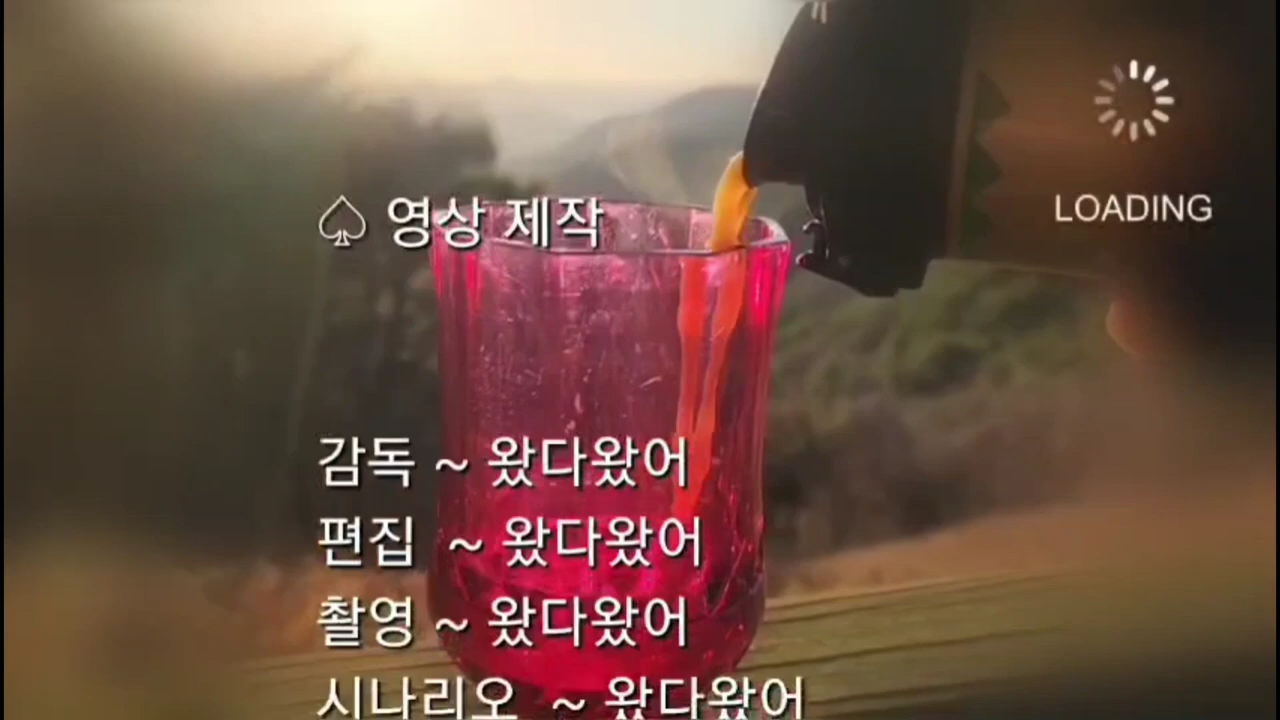 ♤ 영상 제작
LOADING
감독 ~ 왔다왔어
편집 ~ 왔다왔어
촬영 ~ 왔다왔어
시나리오 ~ 왔다왔어